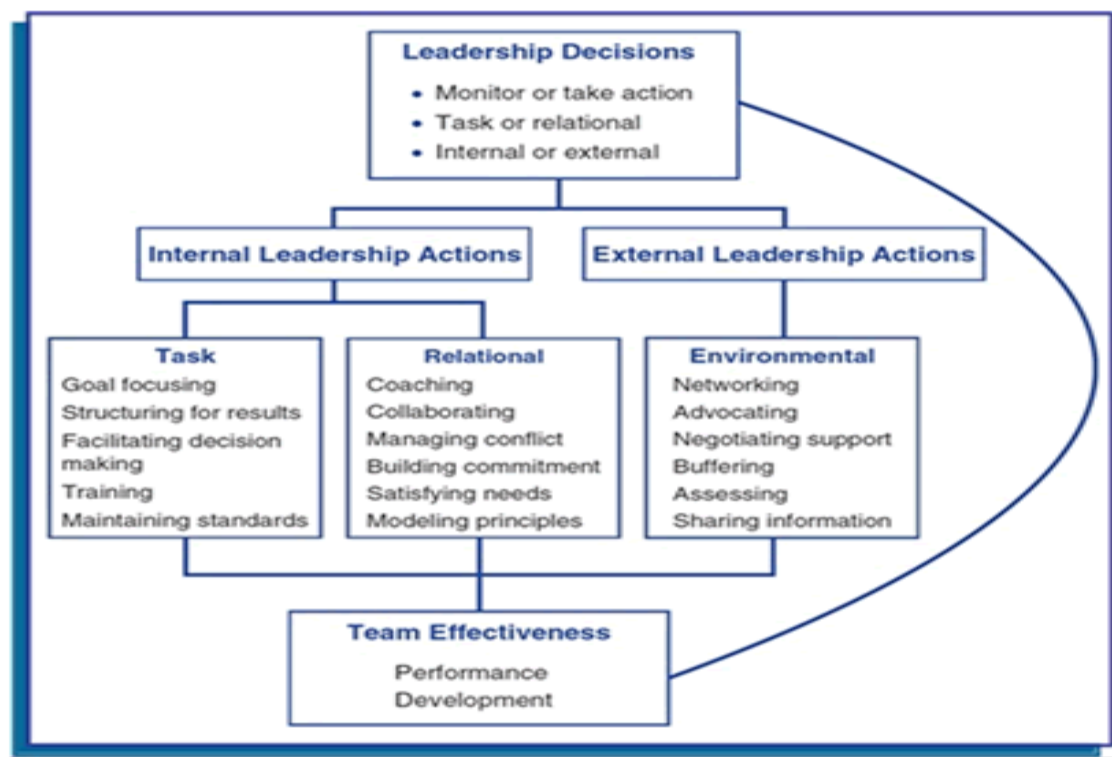 Leadership Decisions
• Monitor or take action
• Task or relational
• Internal or external
Internal Leadership Actions
External Leadership Actions
Task
Goal focusing
Structuring for results
Facilitating decision
making
Training
Maintaining standards
Relational
Coaching
Collaborating
Managing conflict
Building commitment
Satisfying needs
Modeling principles
Environmental
Networking
Advocating
Negotiating support
Buffering
Assessing
Sharing information
Team Effectiveness
Performance
Development